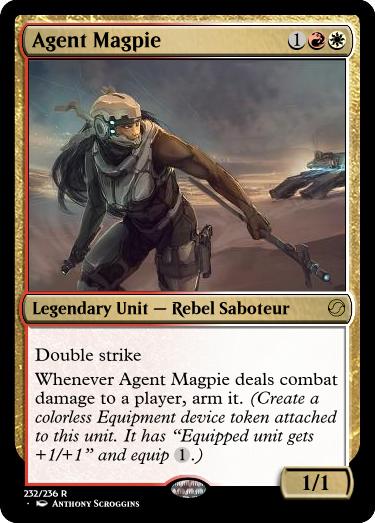 Agent Magpie 1
Legendary Unit — Rebel Saboteur
Double strike
Whenever Agent Magpie deals combat
damage to a player, arm it. (Create a
colorless Equipment device token attached
to this unit. It has “Equipped unit gets
+1/+1” and equip 1.)
1/1
232/236 R
· Anthony Scroggins